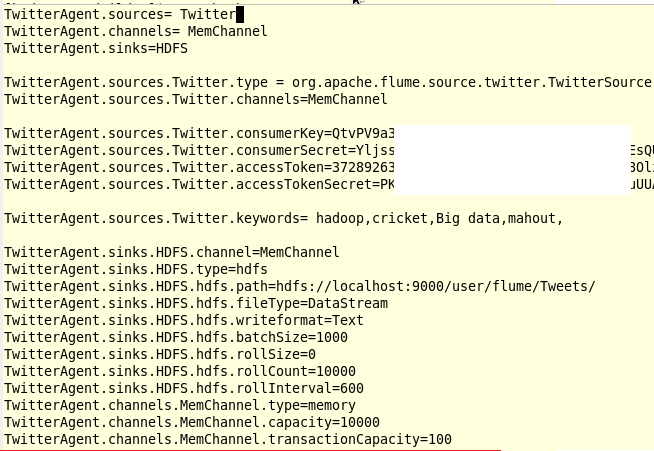 TwitterAgent.sources= Twitter
TwitterAgent.channels= MemChannel
TwitterAgent.sinks=HDFS
TwitterAgent.sources.Twitter.type = org.apache.flume.source.twitter.TwitterSource
TwitterAgent.sources.Twitter.channels=MemChannel
TwitterAgent.sources.Twitter.consumerKey=QtvPV9a3
TwitterAgent.sources.Twitter.consumerSecret=Yljss EsQU
TwitterAgent.sources.Twitter.accessToken=37289263
TwitterAgent.sources.Twitter.accessTokenSecret=PK
TwitterAgent.sources.Twitter.keywords= hadoop,cricket,Big data,mahout,
TwitterAgent.sinks.HDFS.channel=MemChannel
TwitterAgent.sinks.HDFS.type=hdfs
TwitterAgent.sinks.HDFS.hdfs.path=hdfs://localhost:9000/user/flume/Tweets/
TwitterAgent.sinks.HDFS.hdfs.fileType=DataStream
TwitterAgent.sinks.HDFS.hdfs.writeformat=Text
TwitterAgent.sinks.HDFS.hdfs.batchSize=1000
TwitterAgent.sinks.HDFS.hdfs.rollSize=0
TwitterAgent.sinks.HDFS.hdfs.rollCount=10000
TwitterAgent.sinks.HDFS.hdfs.rollInterval=600
TwitterAgent.channels.MemChannel.type=memory
TwitterAgent.channels.MemChannel.capacity=10000
TwitterAgent.channels.MemChannel.transactionCapacity=100